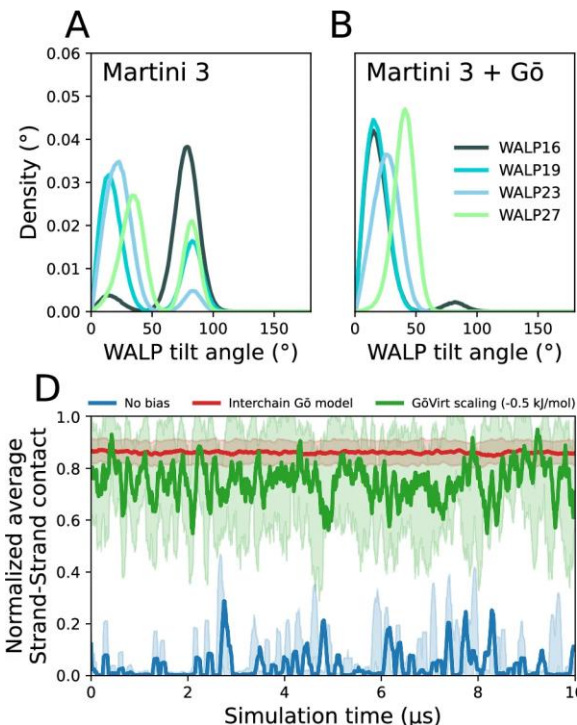 A
B
Martini 3
Martini 3 + Gō
0.06
0.05
0.04
0.03
0.02
0.01
0.00
Density (°)
WALP16
WALP19
WALP23
WALP27
0 50 100 150
0 50 100 150
WALP tilt angle (°)
WALP tilt angle (°)
D
No bias Interchain Gō model GōVirt scaling (-0.5 kJ/mol)
1.0
0.8
0.6
0.4
0.2
0.0
Normalized average
Strand-Strand contact
0 2 4 6 8 10
Simulation time (μs)